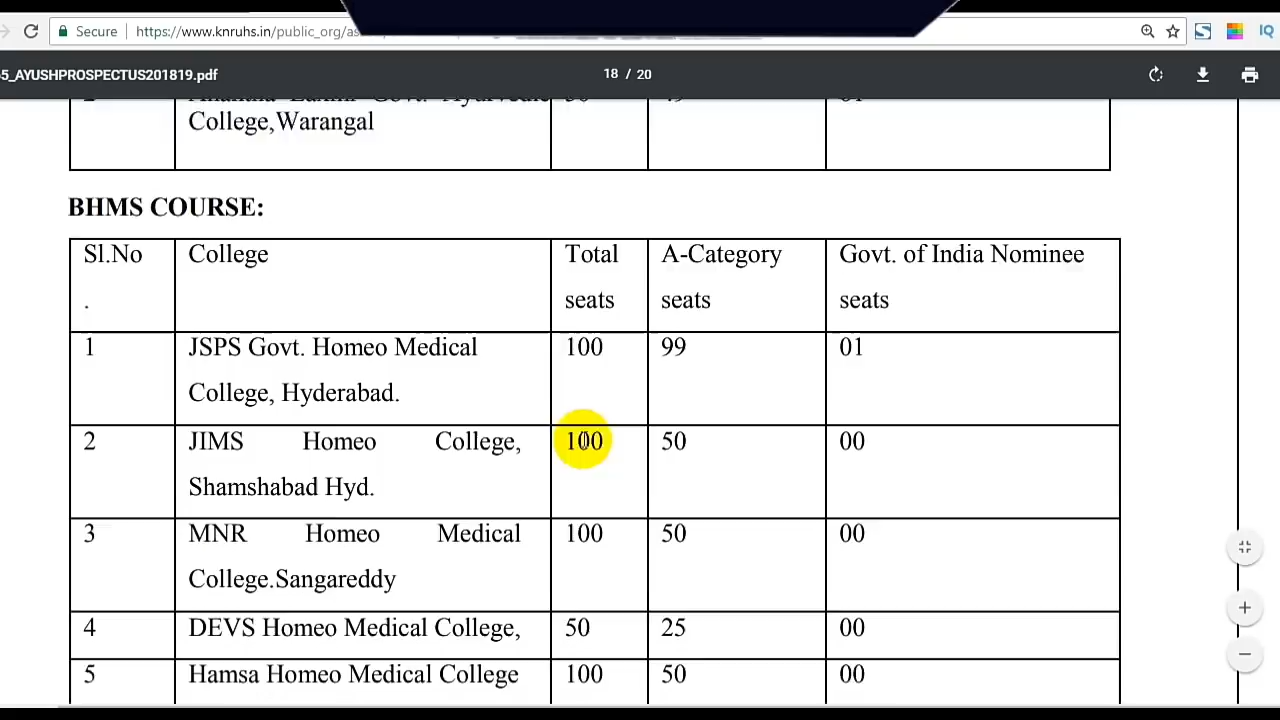 Secure https://www.knruhs.in/public_org/as
IQ
5_AYUSHPROSPECTUS201819.pdf
18 / 20
College,Warangal
BHMS COURSE:
Sl.No. College Total seats A-Category seats Govt. of India Nominee seats
1 JSPS Govt. Homeo Medical College, Hyderabad. 100 99 01
2 JIMS Homeo College, Shamshabad Hyd. 100 50 00
3 MNR Homeo Medical College.Sangareddy 100 50 00
4 DEVS Homeo Medical College, 50 25 00
5 Hamsa Homeo Medical College 100 50 00